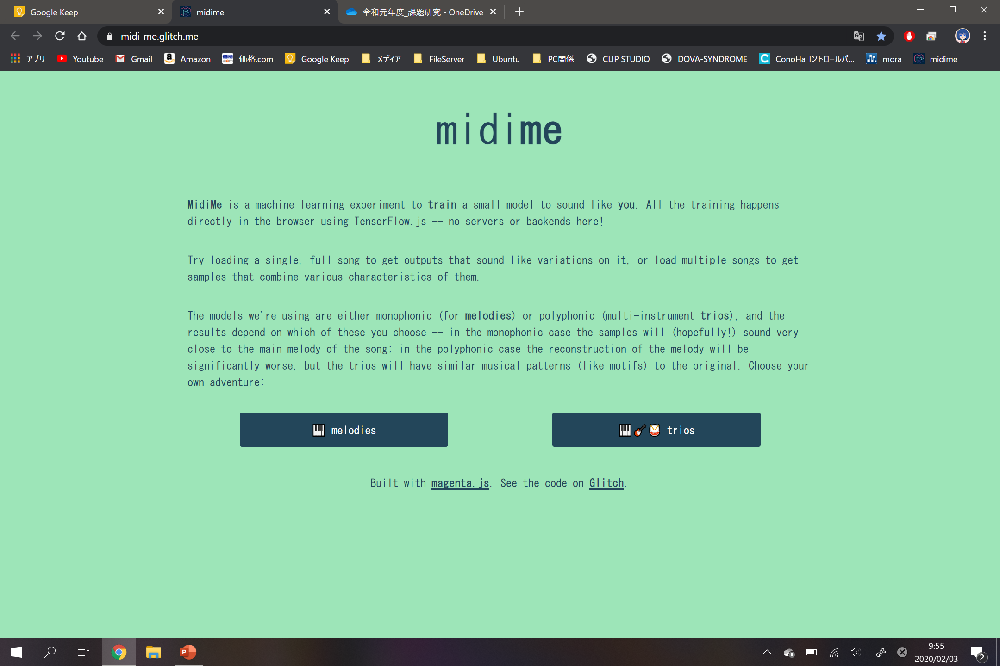 Google Keep
midime
令和元年度_課題研究 - OneDrive
midi-me.glitch.me
アプリ
Youtube
Gmail
Amazon
価格.com
Google Keep
メディア
FileServer
Ubuntu
PC関係
CLIP STUDIO
DOVA-SYNDROME
ConoHaコントロールパ...
mora
midime
midime
MidiMe is a machine learning experiment to train a small model to sound like you. All the training happens
directly in the browser using TensorFlow.js -- no servers or backends here!
Try loading a single, full song to get outputs that sound like variations on it, or load multiple songs to get
samples that combine various characteristics of them.
The models we're using are either monophonic (for melodies) or polyphonic (multi-instrument trios), and the
results depend on which of these you choose -- in the monophonic case the samples will (hopefully!) sound very
close to the main melody of the song; in the polyphonic case the reconstruction of the melody will be
significantly worse, but the trios will have similar musical patterns (like motifs) to the original. Choose your
own adventure:
melodies
trios
Built with magenta.js. See the code on Glitch.
9:55
2020/02/03
2